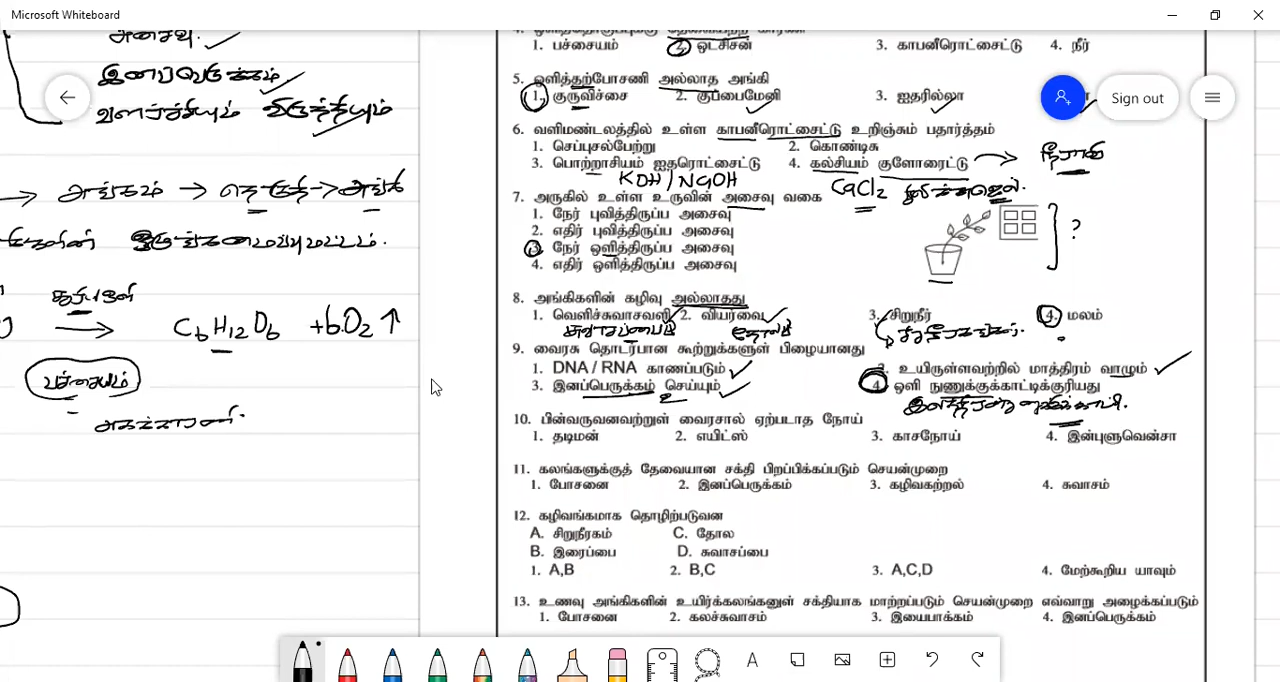 Microsoft Whiteboard
Sign out
அசைவு.
இனப்பெருக்கம்
வளர்ச்சியும் விருத்தியும்
→ அங்கம் → தொகுதி → அங்கி
C6H12O6 + 6O2 ↑
பச்சையம்
1. பச்சையம் 2. ஒட்சிசன் 3. காபனீரொட்சைட்டு 4. நீர்
5. ஒளித்தற்போசணி அல்லாத அங்கி
1. குருவிச்சை 2. குப்பைமேனி 3. ஐதரில்லா
6. வளிமண்டலத்தில் உள்ள காபனீரொட்சைட்டு உறிஞ்சும் பதார்த்தம்
1. செப்புசல்பேற்று 2. கொண்டிசு
3. பொற்றாசியம் ஐதரொட்சைட்டு 4. கல்சியம் குளோரைட்டு → நீராவி
KOH / NaOH CaCl2
7. அருகில் உள்ள உருவின் அசைவு வகை
1. நேர் புவித்திருப்ப அசைவு
2. எதிர் புவித்திருப்ப அசைவு
3. நேர் ஒளித்திருப்ப அசைவு
4. எதிர் ஒளித்திருப்ப அசைவு
?
8. அங்கிகளின் கழிவு அல்லாதது
1. வெளிச்சுவாசவளி 2. வியர்வை 3. சிறுநீர் 4. மலம்
சுவாசப்பை தோல் சிறுநீரகங்கள்.
9. வைரசு தொடர்பான கூற்றுக்களுள் பிழையானது
1. DNA / RNA காணப்படும் 2. உயிருள்ளவற்றில் மாத்திரம் வாழும்
3. இனப்பெருக்கம் செய்யும் 4. ஒளி நுணுக்குக்காட்டிக்குரியது
10. பின்வருவனவற்றுள் வைரசால் ஏற்படாத நோய்
1. தடிமன் 2. எயிட்ஸ் 3. காசநோய் 4. இன்புளுவென்சா
11. கலங்களுக்குத் தேவையான சக்தி பிறப்பிக்கப்படும் செயன்முறை
1. போசனை 2. இனப்பெருக்கம் 3. கழிவகற்றல் 4. சுவாசம்
12. கழிவங்கமாக தொழிற்படுவன
A. சிறுநீரகம் C. தோல
B. இரைப்பை D. சுவாசப்பை
1. A,B 2. B,C 3. A,C,D 4. மேற்கூறிய யாவும்
13. உணவு அங்கிகளின் உயிர்க்கலங்களுள் சக்தியாக மாற்றப்படும் செயன்முறை எவ்வாறு அழைக்கப்படும்
1. போசனை 2. கலச்சுவாசம் 3. இயைபாக்கம் 4. இனப்பெருக்கம்